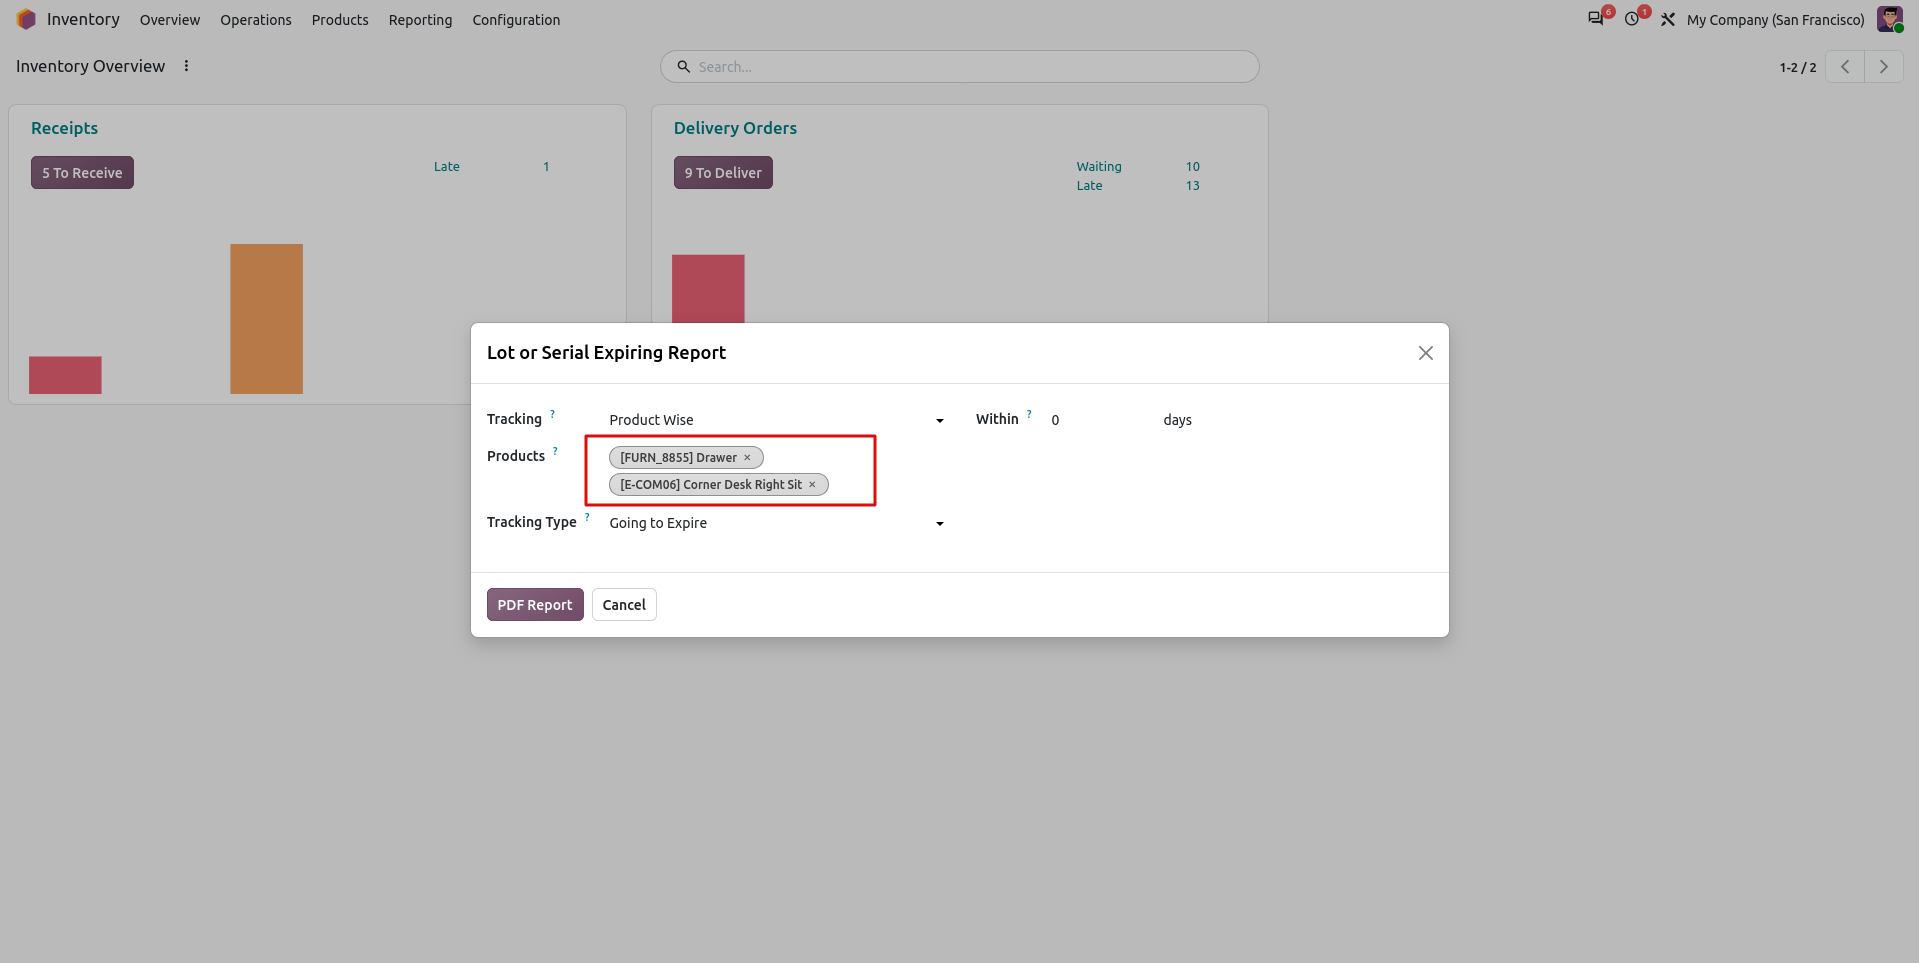 Inventory Overview Operations Products Reporting Configuration 6 1 My Company (San Francisco)
Inventory Overview Search... 1-2 / 2
Receipts Delivery Orders
5 To Receive Late 1 9 To Deliver Waiting 10
Late 13
Lot or Serial Expiring Report
Tracking ? Product Wise Within ? 0 days
Products ? [FURN_8855] Drawer ×
[E-COM06] Corner Desk Right Sit ×
Tracking Type ? Going to Expire
PDF Report Cancel